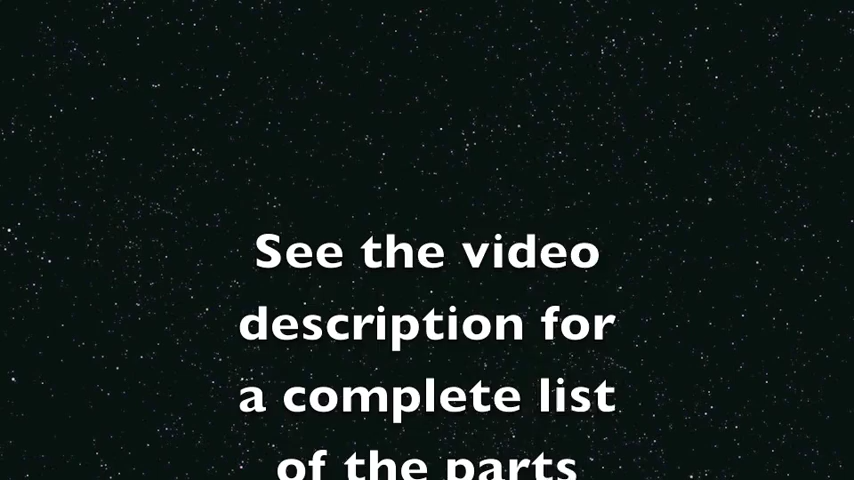 See the video
description for
a complete list
of the parts